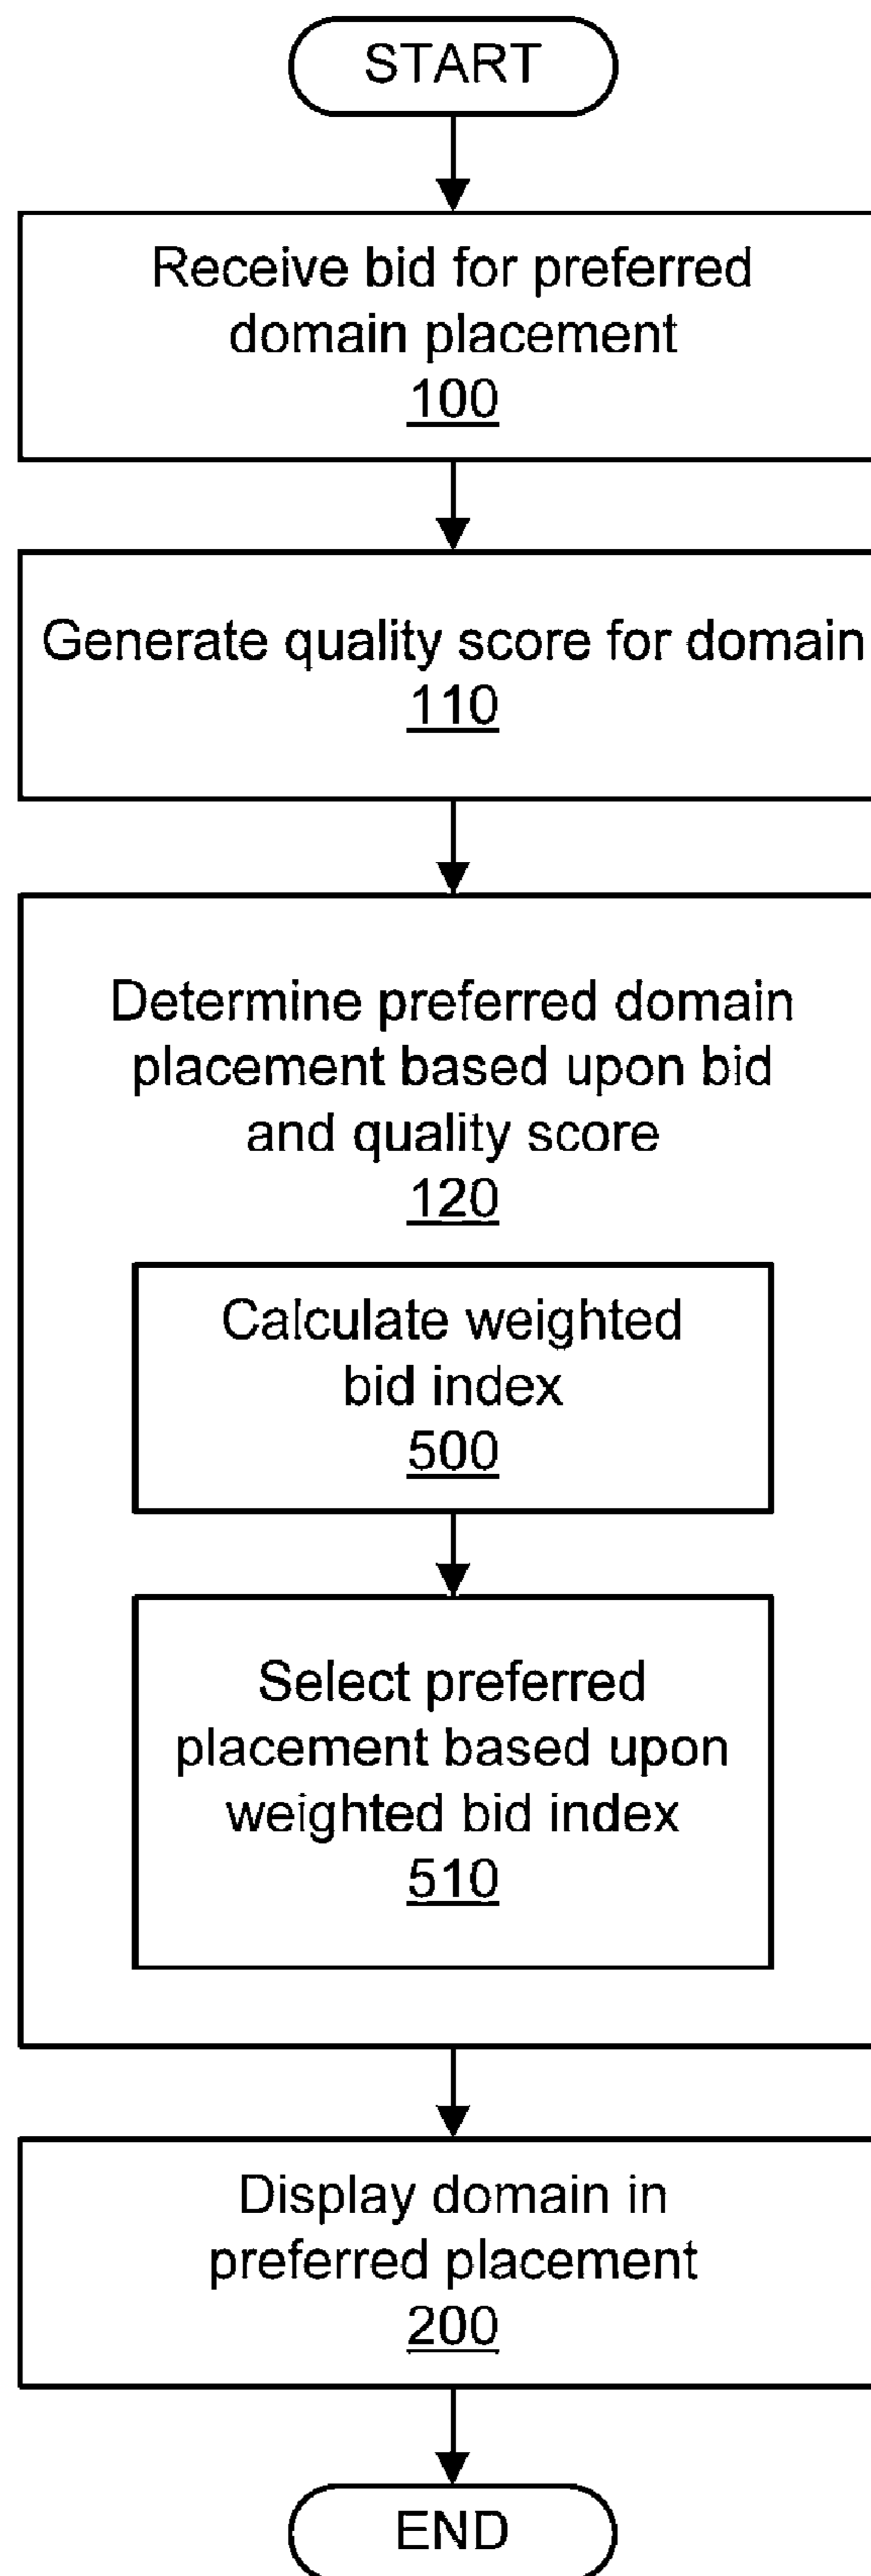 START
Receive bid for preferred
domain placement
100
Generate quality score for domain
110
Determine preferred domain
placement based upon bid
and quality score
120
Calculate weighted
bid index
500
Select preferred
placement based upon
weighted bid index
510
Display domain in
preferred placement
200
END